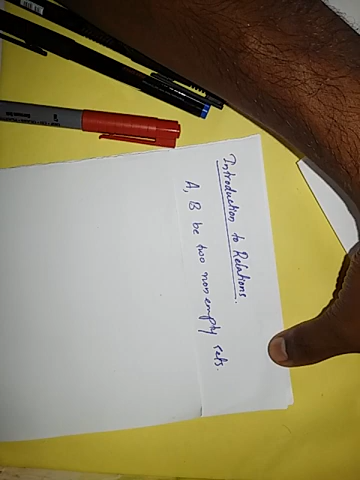 Introduction to Relations.
A, B be two non empty sets.